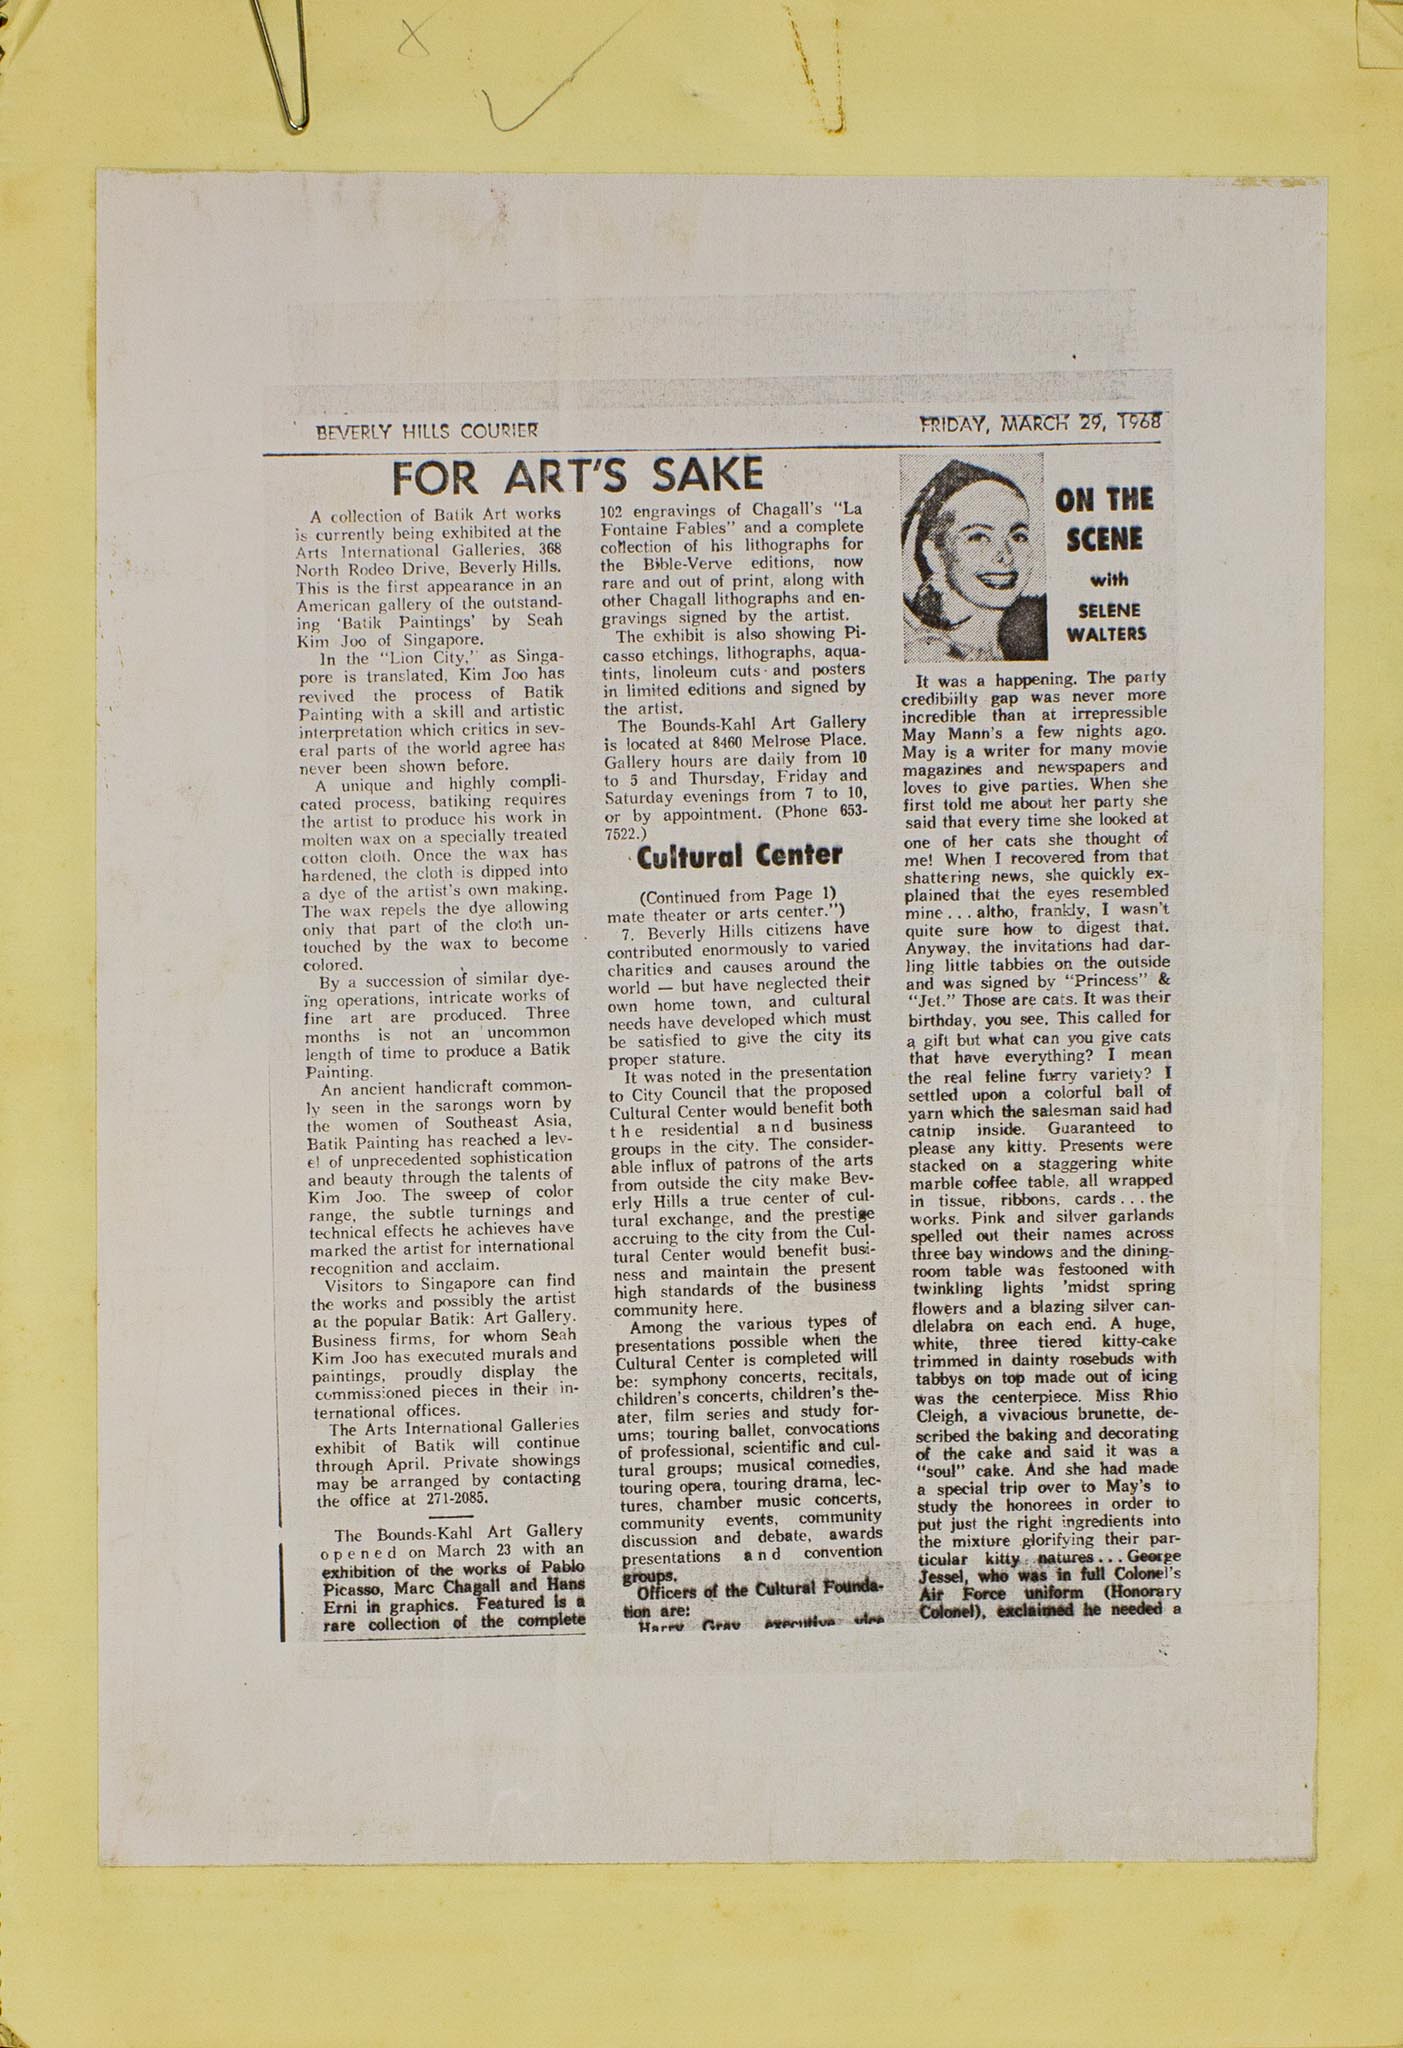 BEVERLY HILLS COURIER
FRIDAY, MARCH 29, 1968
FOR ART'S SAKE
A collection of Batik Art works
is currently being exhibited at the
Arts International Galleries, 368
North Rodeo Drive, Beverly Hills.
This is the first appearance in an
American gallery of the outstand-
ing 'Batik Paintings' by Seah
Kim Joo of Singapore.
In the "Lion City," as Singa-
pore is translated, Kim Joo has
revived the process of Batik
Painting with a skill and artistic
interpretation which critics in sev-
eral parts of the world agree has
never been shown before.
A unique and highly compli-
cated process, batiking requires
the artist to produce his work in
molten wax on a specially treated
cotton cloth. Once the wax has
hardened, the cloth is dipped into
a dye of the artist's own making.
The wax repels the dye allowing
only that part of the cloth un-
touched by the wax to become
colored.
By a succession of similar dye-
ing operations, intricate works of
fine art are produced. Three
months is not an uncommon
length of time to produce a Batik
Painting.
An ancient handicraft common-
ly seen in the sarongs worn by
the women of Southeast Asia,
Batik Painting has reached a lev-
el of unprecedented sophistication
and beauty through the talents of
Kim Joo. The sweep of color
range, the subtle turnings and
technical effects he achieves have
marked the artist for international
recognition and acclaim.
Visitors to Singapore can find
the works and possibly the artist
at the popular Batik: Art Gallery.
Business firms, for whom Seah
Kim Joo has executed murals and
paintings, proudly display the
commissioned pieces in their in-
ternational offices.
The Arts International Galleries
exhibit of Batik will continue
through April. Private showings
may be arranged by contacting
the office at 271-2085.
The Bounds-Kahl Art Gallery
opened on March 23 with an
exhibition of the works of Pablo
Picasso, Marc Chagall and Hans
Erni in graphics. Featured is a
rare collection of the complete
102 engravings of Chagall's "La
Fontaine Fables" and a complete
collection of his lithographs for
the Bible-Verve editions, now
rare and out of print, along with
other Chagall lithographs and en-
gravings signed by the artist.
The exhibit is also showing Pi-
casso etchings, lithographs, aqua-
tints, linoleum cuts and posters
in limited editions and signed by
the artist.
The Bounds-Kahl Art Gallery
is located at 8460 Melrose Place.
Gallery hours are daily from 10
to 5 and Thursday, Friday and
Saturday evenings from 7 to 10,
or by appointment. (Phone 653-
7522.)
Cultural Center
(Continued from Page 1)
mate theater or arts center.")
7. Beverly Hills citizens have
contributed enormously to varied
charities and causes around the
world — but have neglected their
own home town, and cultural
needs have developed which must
be satisfied to give the city its
proper stature.
It was noted in the presentation
to City Council that the proposed
Cultural Center would benefit both
the residential and business
groups in the city. The consider-
able influx of patrons of the arts
from outside the city make Bev-
erly Hills a true center of cul-
tural exchange, and the prestige
accruing to the city from the Cul-
tural Center would benefit busi-
ness and maintain the present
high standards of the business
community here.
Among the various types of
presentations possible when the
Cultural Center is completed will
be: symphony concerts, recitals,
children's concerts, children's the-
ater, film series and study for-
ums; touring ballet, convocations
of professional, scientific and cul-
tural groups; musical comedies,
touring opera, touring drama, lec-
tures, chamber music concerts,
community events, community
discussion and debate, awards
presentations and convention
groups.
Officers of the Cultural Founda-
tion are:
Harry Gray executive vice
ON THE
SCENE
with
SELENE
WALTERS
It was a happening. The party
credibiilty gap was never more
incredible than at irrepressible
May Mann's a few nights ago.
May is a writer for many movie
magazines and newspapers and
loves to give parties. When she
first told me about her party she
said that every time she looked at
one of her cats she thought of
me! When I recovered from that
shattering news, she quickly ex-
plained that the eyes resembled
mine... altho, frankly, I wasn't
quite sure how to digest that.
Anyway, the invitations had dar-
ling little tabbies on the outside
and was signed by "Princess" &
"Jet." Those are cats. It was their
birthday, you see. This called for
a gift but what can you give cats
that have everything? I mean
the real feline furry variety? I
settled upon a colorful ball of
yarn which the salesman said had
catnip inside. Guaranteed to
please any kitty. Presents were
stacked on a staggering white
marble coffee table, all wrapped
in tissue, ribbons, cards... the
works. Pink and silver garlands
spelled out their names across
three bay windows and the dining-
room table was festooned with
twinkling lights 'midst spring
flowers and a blazing silver can-
dlelabra on each end. A huge,
white, three tiered kitty-cake
trimmed in dainty rosebuds with
tabbys on top made out of icing
was the centerpiece. Miss Rhio
Cleigh, a vivacious brunette, de-
scribed the baking and decorating
of the cake and said it was a
"soul" cake. And she had made
a special trip over to May's to
study the honorees in order to
put just the right ingredients into
the mixture glorifying their par-
ticular kitty natures... George
Jessel, who was in full Colonel's
Air Force uniform (Honorary
Colonel), exclaimed he needed a